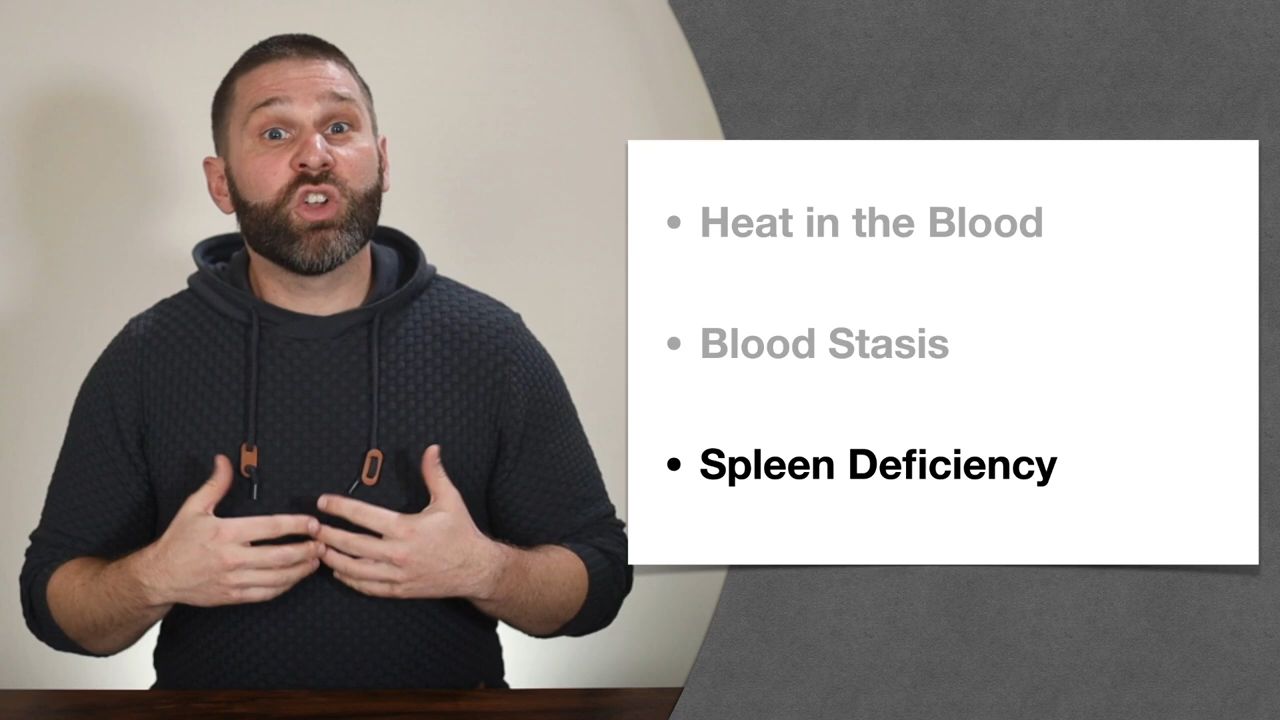 • Heat in the Blood
• Blood Stasis
• Spleen Deficiency